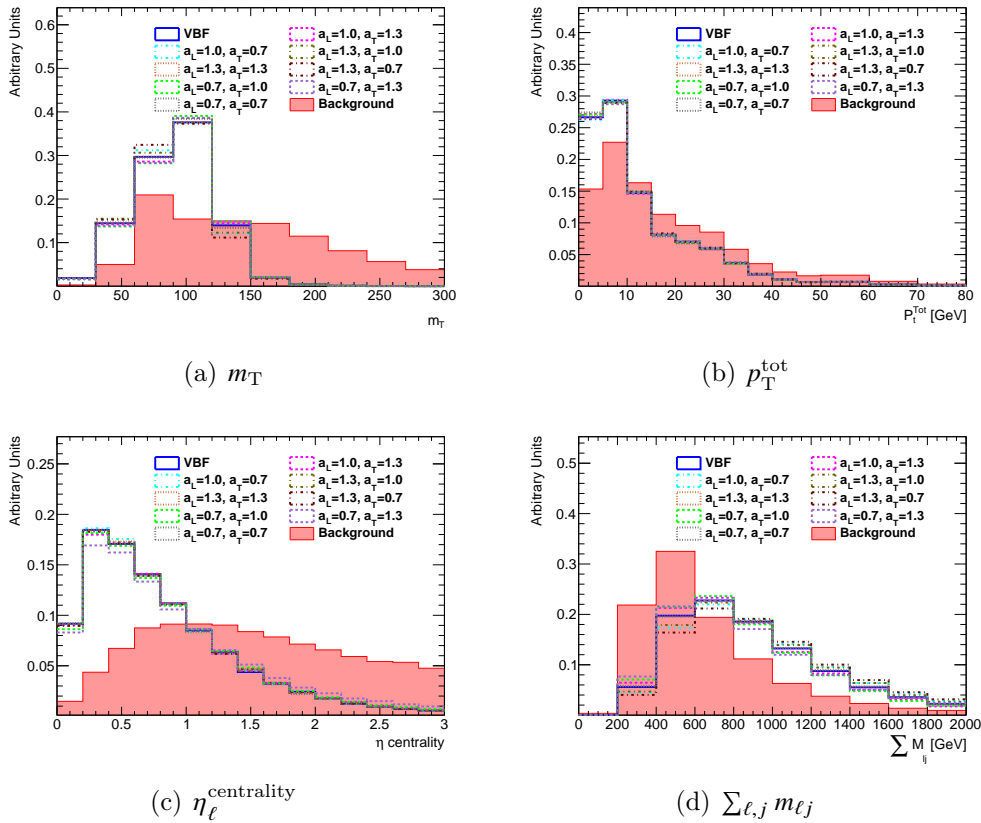 Arbitrary Units
0.6
0.5
0.4
0.3
0.2
0.1
VBF
a_L=1.0, a_T=0.7
a_L=1.3, a_T=1.3
a_L=0.7, a_T=1.0
a_L=0.7, a_T=0.7
a_L=1.0, a_T=1.3
a_L=1.3, a_T=1.0
a_L=1.3, a_T=0.7
a_L=0.7, a_T=1.3
Background
0 50 100 150 200 250 300
m_T
(a) m_T
Arbitrary Units
0.4
0.35
0.3
0.25
0.2
0.15
0.1
0.05
VBF
a_L=1.0, a_T=0.7
a_L=1.3, a_T=1.3
a_L=0.7, a_T=1.0
a_L=0.7, a_T=0.7
a_L=1.0, a_T=1.3
a_L=1.3, a_T=1.0
a_L=1.3, a_T=0.7
a_L=0.7, a_T=1.3
Background
0 10 20 30 40 50 60 70 80
P_t^Tot [GeV]
(b) p_T^tot
Arbitrary Units
0.25
0.2
0.15
0.1
0.05
VBF
a_L=1.0, a_T=0.7
a_L=1.3, a_T=1.3
a_L=0.7, a_T=1.0
a_L=0.7, a_T=0.7
a_L=1.0, a_T=1.3
a_L=1.3, a_T=1.0
a_L=1.3, a_T=0.7
a_L=0.7, a_T=1.3
Background
0 0.5 1 1.5 2 2.5 3
η centrality
(c) η_ℓ^centrality
Arbitrary Units
0.5
0.4
0.3
0.2
0.1
VBF
a_L=1.0, a_T=0.7
a_L=1.3, a_T=1.3
a_L=0.7, a_T=1.0
a_L=0.7, a_T=0.7
a_L=1.0, a_T=1.3
a_L=1.3, a_T=1.0
a_L=1.3, a_T=0.7
a_L=0.7, a_T=1.3
Background
0 200 400 600 800 1000 1200 1400 1600 1800 2000
∑ M_lj [GeV]
(d) ∑_ℓ,j m_ℓj